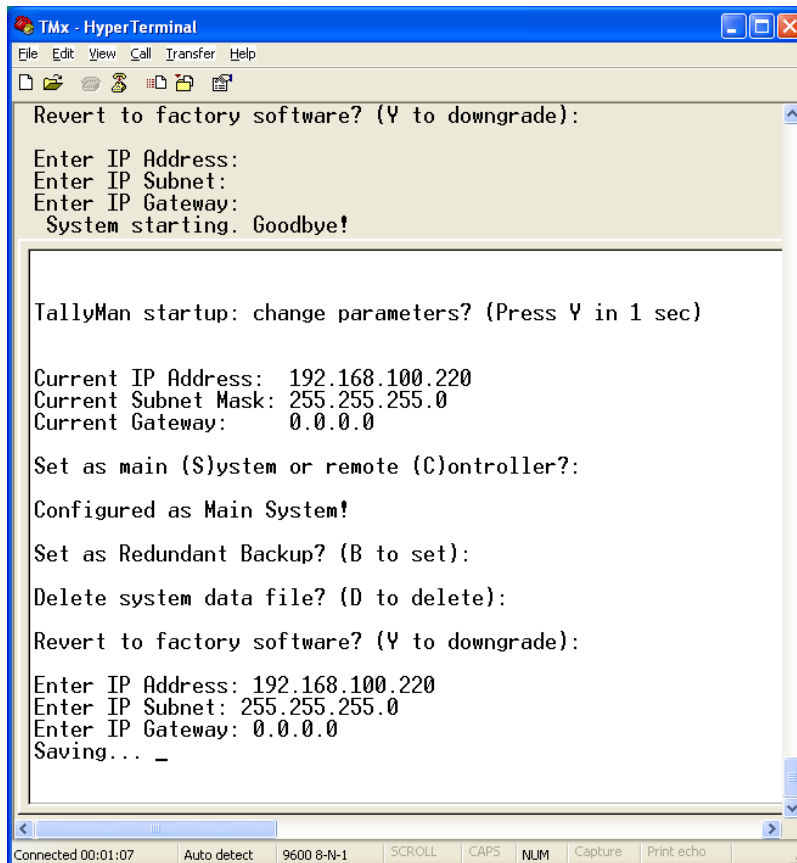 TMx - HyperTerminal
File Edit View Call Transfer Help
Revert to factory software? (Y to downgrade):
Enter IP Address:
Enter IP Subnet:
Enter IP Gateway:
System starting. Goodbye!
TallyMan startup: change parameters? (Press Y in 1 sec)
Current IP Address: 192.168.100.220
Current Subnet Mask: 255.255.255.0
Current Gateway: 0.0.0.0
Set as main (S)ystem or remote (C)ontroller?:
Configured as Main System!
Set as Redundant Backup? (B to set):
Delete system data file? (D to delete):
Revert to factory software? (Y to downgrade):
Enter IP Address: 192.168.100.220
Enter IP Subnet: 255.255.255.0
Enter IP Gateway: 0.0.0.0
Saving... _
Connected 00:01:07 Auto detect 9600 8-N-1 SCROLL CAPS NUM Capture Print echo